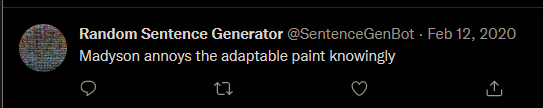 Random Sentence Generator @SentenceGenBot · Feb 12, 2020
Madyson annoys the adaptable paint knowingly